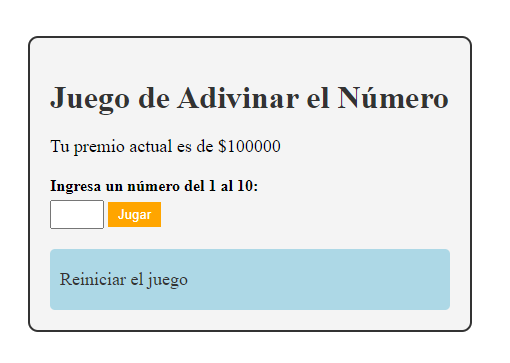 Juego de Adivinar el Número
Tu premio actual es de $100000
Ingresa un número del 1 al 10:
Jugar
Reiniciar el juego